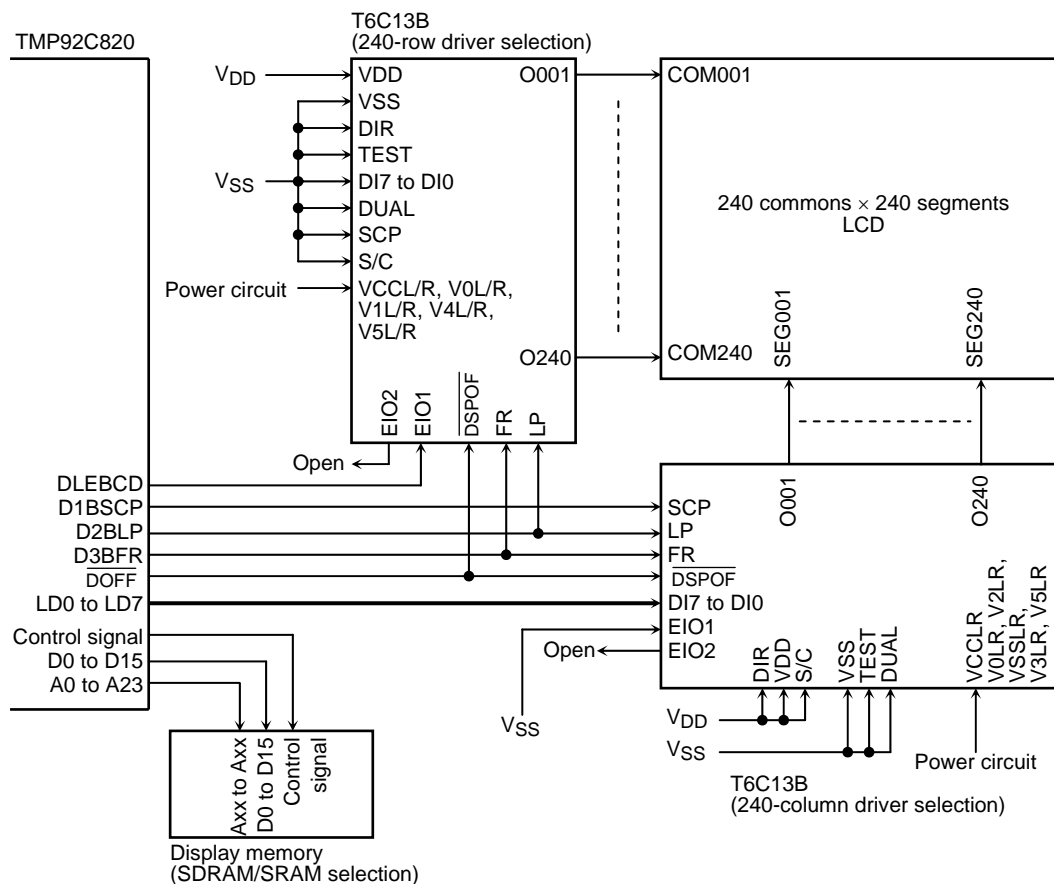 TMP92C820
T6C13B
(240-row driver selection)
VDD
VSS
Power circuit
VDD
VSS
DIR
TEST
DI7 to DI0
DUAL
SCP
S/C
VCCL/R, V0L/R,
V1L/R, V4L/R,
V5L/R
O001
O240
EIO2
EIO1
DSPOF
FR
LP
Open
COM001
COM240
240 commons × 240 segments
LCD
SEG001
SEG240
DLEBCD
D1BSCP
D2BLP
D3BFR
DOFF
LD0 to LD7
Control signal
D0 to D15
A0 to A23
O001
O240
SCP
LP
FR
DSPOF
DI7 to DI0
EIO1
EIO2
Open
VSS
DIR
VDD
S/C
VSS
TEST
DUAL
VCCLR
V0LR, V2LR,
VSSLR,
V3LR, V5LR
VDD
VSS
Power circuit
T6C13B
(240-column driver selection)
Axx to Axx
D0 to D15
Control
signal
Display memory
(SDRAM/SRAM selection)